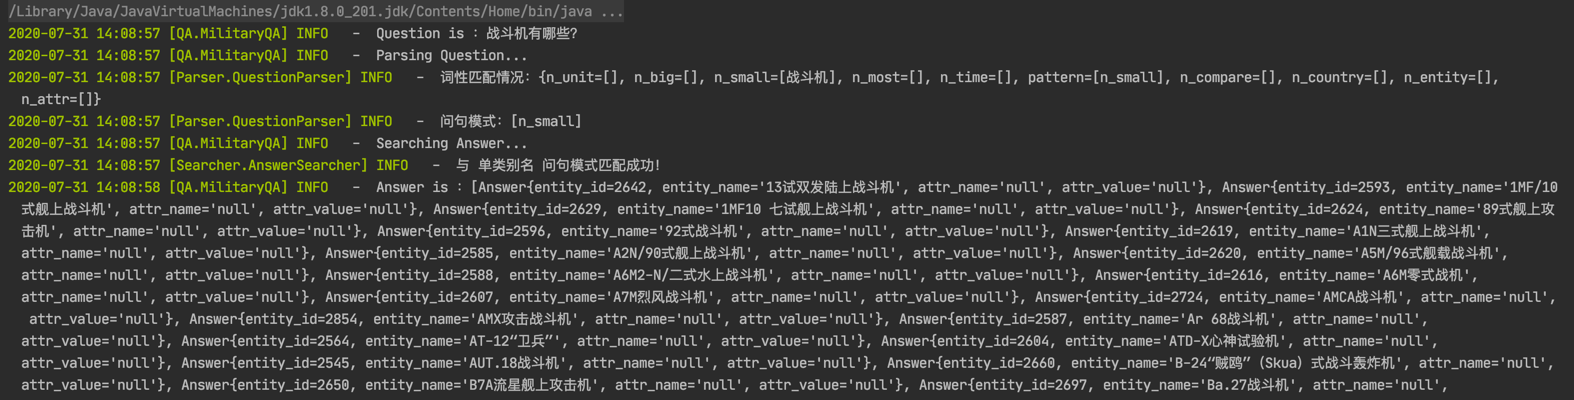 /Library/Java/JavaVirtualMachines/jdk1.8.0_201.jdk/Contents/Home/bin/java ...
2020-07-31 14:08:57 [QA.MilitaryQA] INFO  -  Question is : 战斗机有哪些?
2020-07-31 14:08:57 [QA.MilitaryQA] INFO  -  Parsing Question...
2020-07-31 14:08:57 [Parser.QuestionParser] INFO  -  词性匹配情况: {n_unit=[], n_big=[], n_small=[战斗机], n_most=[], n_time=[], pattern=[n_small], n_compare=[], n_country=[], n_entity=[],
n_attr=[]}
2020-07-31 14:08:57 [Parser.QuestionParser] INFO  -  问句模式: [n_small]
2020-07-31 14:08:57 [QA.MilitaryQA] INFO  -  Searching Answer...
2020-07-31 14:08:57 [Searcher.AnswerSearcher] INFO  -  与 单类别名 问句模式匹配成功!
2020-07-31 14:08:58 [QA.MilitaryQA] INFO  -  Answer is : [Answer{entity_id=2642, entity_name='13试双发陆上战斗机', attr_name='null', attr_value='null'}, Answer{entity_id=2593, entity_name='1MF/10
式舰上战斗机', attr_name='null', attr_value='null'}, Answer{entity_id=2629, entity_name='1MF10 七试舰上战斗机', attr_name='null', attr_value='null'}, Answer{entity_id=2624, entity_name='89式舰上攻
击机', attr_name='null', attr_value='null'}, Answer{entity_id=2596, entity_name='92式战斗机', attr_name='null', attr_value='null'}, Answer{entity_id=2619, entity_name='A1N三式舰上战斗机',
attr_name='null', attr_value='null'}, Answer{entity_id=2585, entity_name='A2N/90式舰上战斗机', attr_name='null', attr_value='null'}, Answer{entity_id=2620, entity_name='A5M/96式舰载战斗机',
attr_name='null', attr_value='null'}, Answer{entity_id=2588, entity_name='A6M2-N/二式水上战斗机', attr_name='null', attr_value='null'}, Answer{entity_id=2616, entity_name='A6M零式战机',
attr_name='null', attr_value='null'}, Answer{entity_id=2607, entity_name='A7M烈风战斗机', attr_name='null', attr_value='null'}, Answer{entity_id=2724, entity_name='AMCA战斗机', attr_name='null',
attr_value='null'}, Answer{entity_id=2854, entity_name='AMX攻击战斗机', attr_name='null', attr_value='null'}, Answer{entity_id=2587, entity_name='Ar 68战斗机', attr_name='null',
attr_value='null'}, Answer{entity_id=2564, entity_name='AT-12“卫兵”', attr_name='null', attr_value='null'}, Answer{entity_id=2604, entity_name='ATD-X心神试验机', attr_name='null',
attr_value='null'}, Answer{entity_id=2545, entity_name='AUT.18战斗机', attr_name='null', attr_value='null'}, Answer{entity_id=2660, entity_name='B-24“贼鸥”（Skua）式战斗轰炸机', attr_name='null',
attr_value='null'}, Answer{entity_id=2650, entity_name='B7A流星舰上攻击机', attr_name='null', attr_value='null'}, Answer{entity_id=2697, entity_name='Ba.27战斗机', attr_name='null',